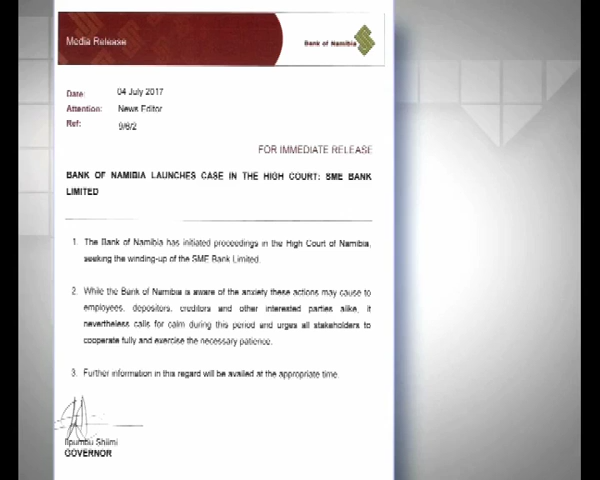 Media Release
Bank of Namibia
Date: 04 July 2017
Attention: News Editor
Ref: 9/8/2
FOR IMMEDIATE RELEASE
BANK OF NAMIBIA LAUNCHES CASE IN THE HIGH COURT: SME BANK
LIMITED
1. The Bank of Namibia has initiated proceedings in the High Court of Namibia,
seeking the winding-up of the SME Bank Limited.
2. While the Bank of Namibia is aware of the anxiety these actions may cause to
employees, depositors, creditors and other interested parties alike, it
nevertheless calls for calm during this period and urges all stakeholders to
cooperate fully and exercise the necessary patience.
3. Further information in this regard will be availed at the appropriate time.
Ipumbu Shiimi
GOVERNOR